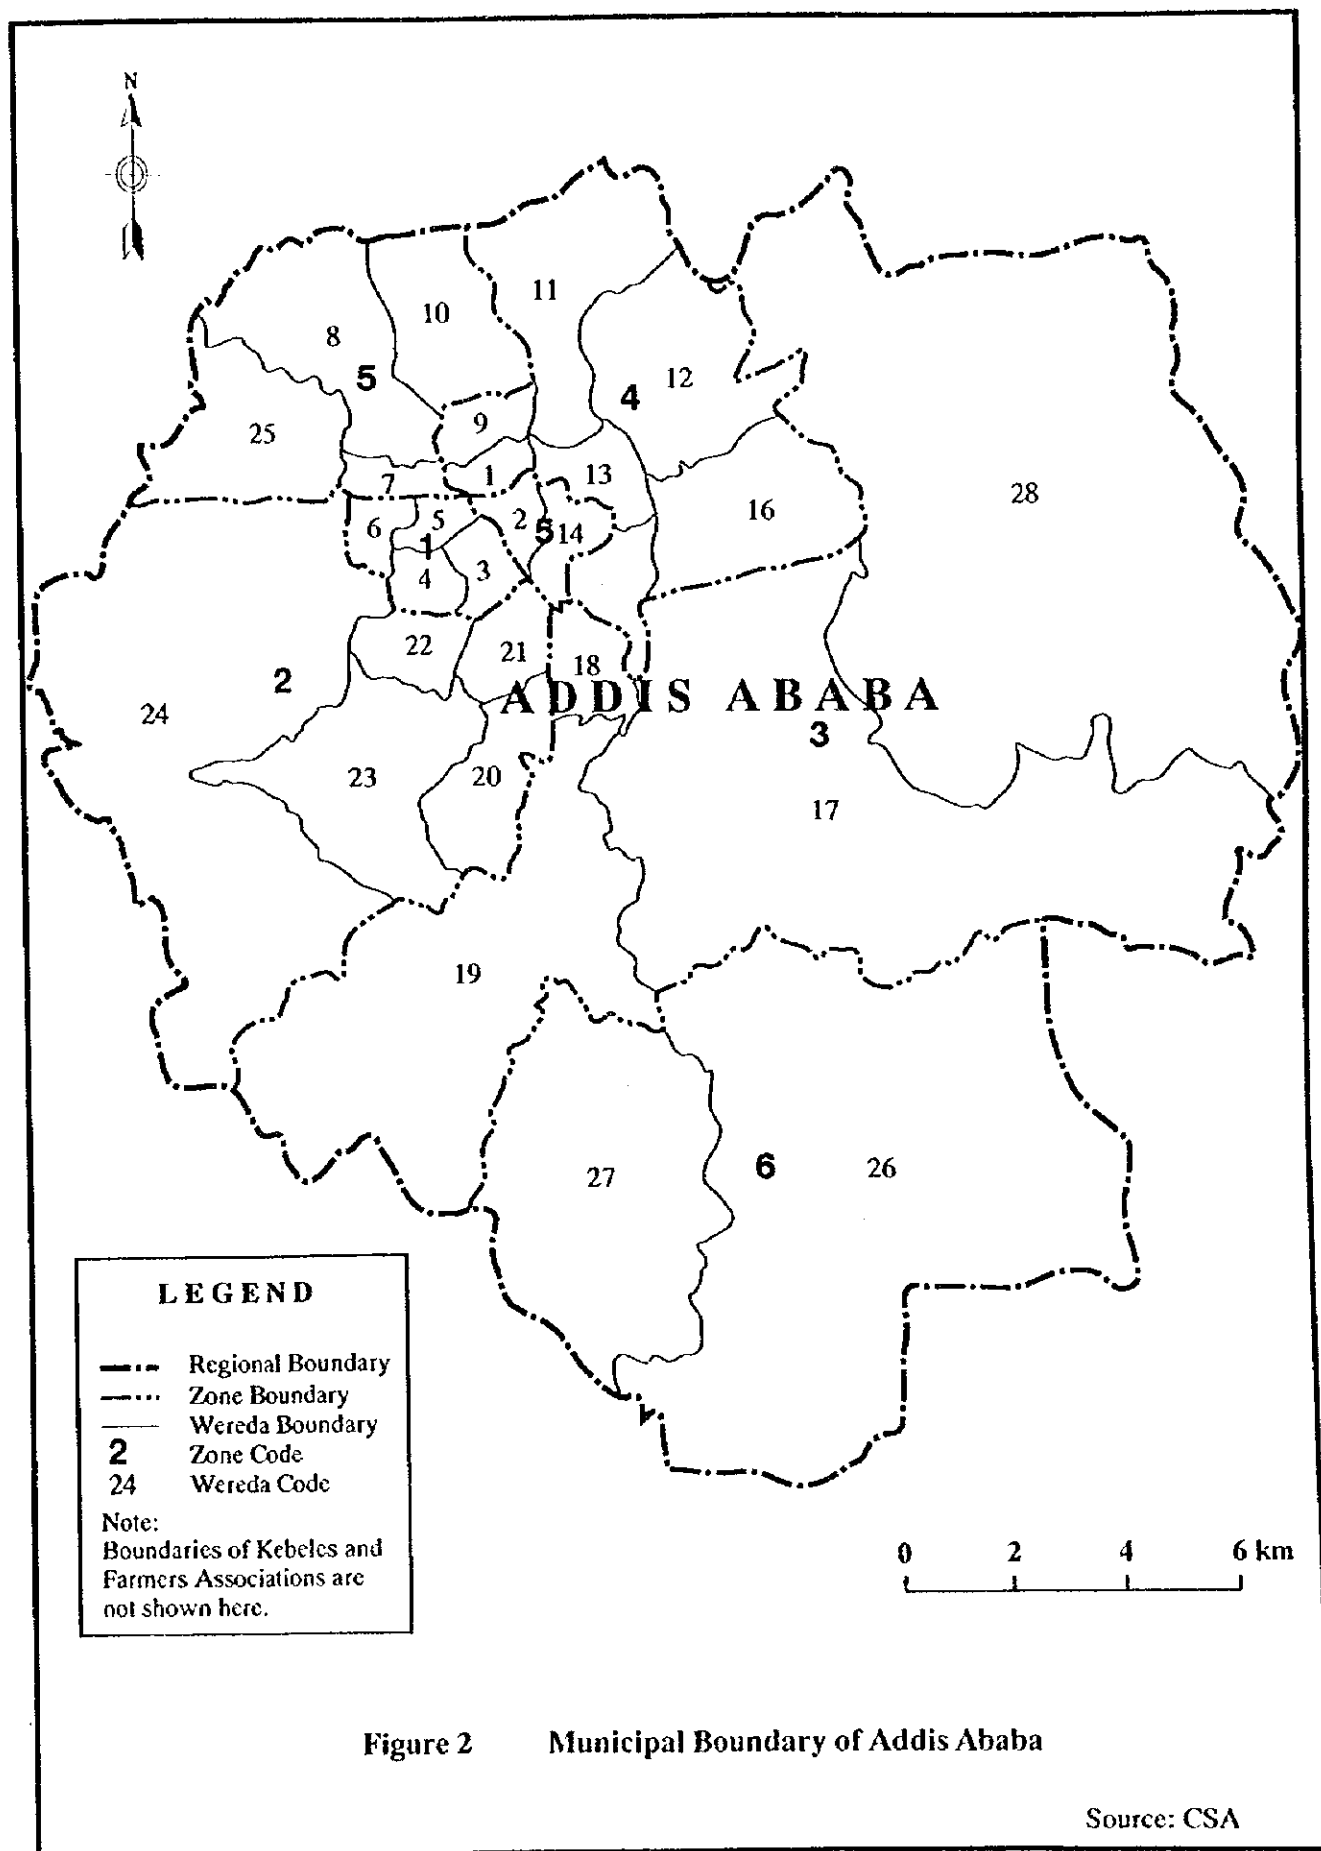 N
11
10
8
5
12
4
25
9
13
1
7
28
16
2
5
14
5
6
1
3
4
22
21
18
2
ADDIS ABABA
24
3
23
20
17
19
27
6
26
LEGEND
Regional Boundary
Zone Boundary
Wereda Boundary
2 Zone Code
24 Wereda Code
Note:
Boundaries of Kebeles and
Farmers Associations are
not shown here.
0 2 4 6 km
Figure 2 Municipal Boundary of Addis Ababa
Source: CSA